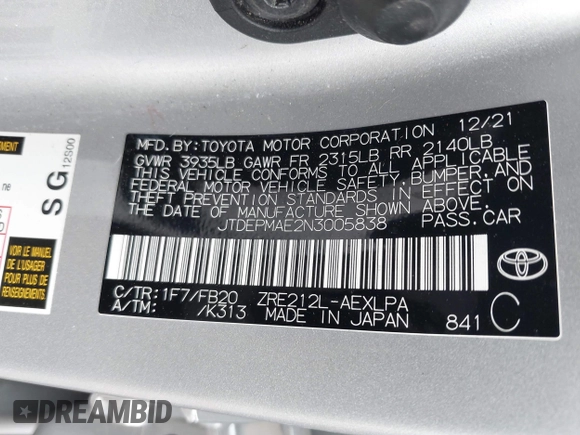 MFD. BY: TOYOTA MOTOR CORPORATION 12/21
GVWR 3935LB GAWR FR 2315LB RR 2140LB
THIS VEHICLE CONFORMS TO ALL APPLICABLE
FEDERAL MOTOR VEHICLE SAFETY, BUMPER, AND
THEFT PREVENTION STANDARDS IN EFFECT ON
THE DATE OF MANUFACTURE SHOWN ABOVE.
JTDEPMAE2N3005838 PASS. CAR
C/TR: 1F7/FB20 ZRE212L-AEXLPA
A/TM: /K313 MADE IN JAPAN 841 C
TOYOTA
SG 12S00
VOIR LE MANUEL
DE L'USAGER
POUR PLUS DE
RENSEIGNEMENTS
DREAMBID